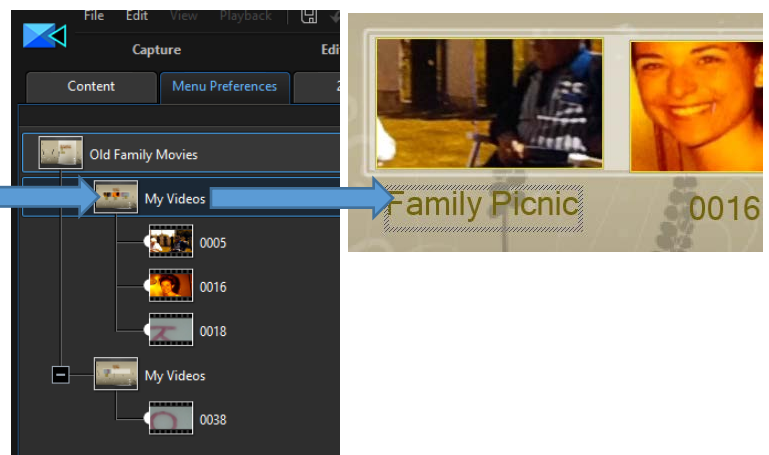 File Edit View Playback
Capture Edi
Content Menu Preferences 2
Old Family Movies
My Videos
0005
0016
0018
My Videos
0038
Family Picnic 0016